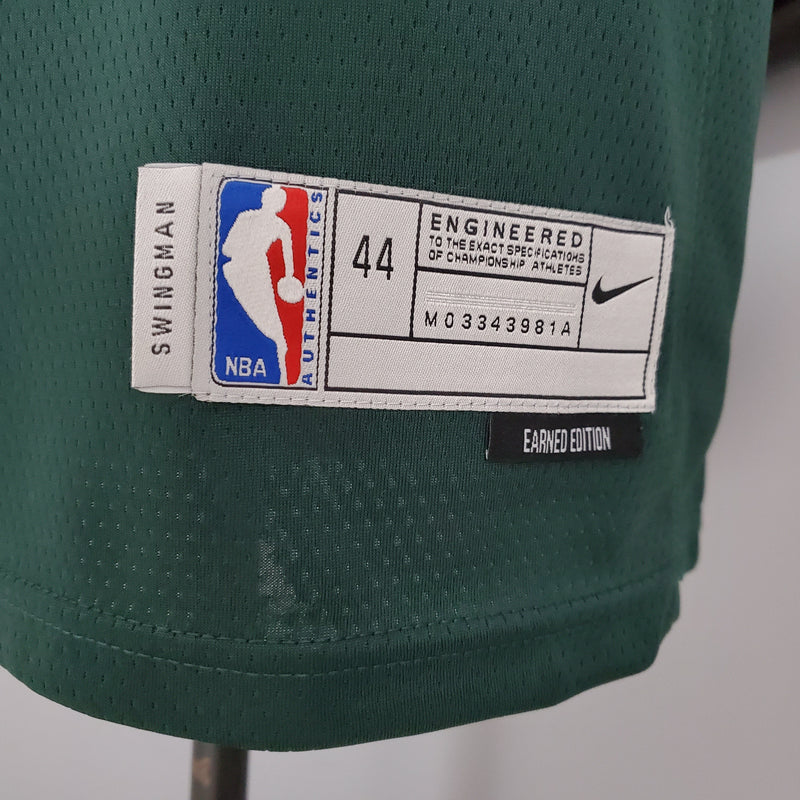 SWINGMAN
NBA
AUTHENTICS
44
ENGINEERED
TO THE EXACT SPECIFICATIONS
OF CHAMPIONSHIP ATHLETES
M03343981A
EARNED EDITION